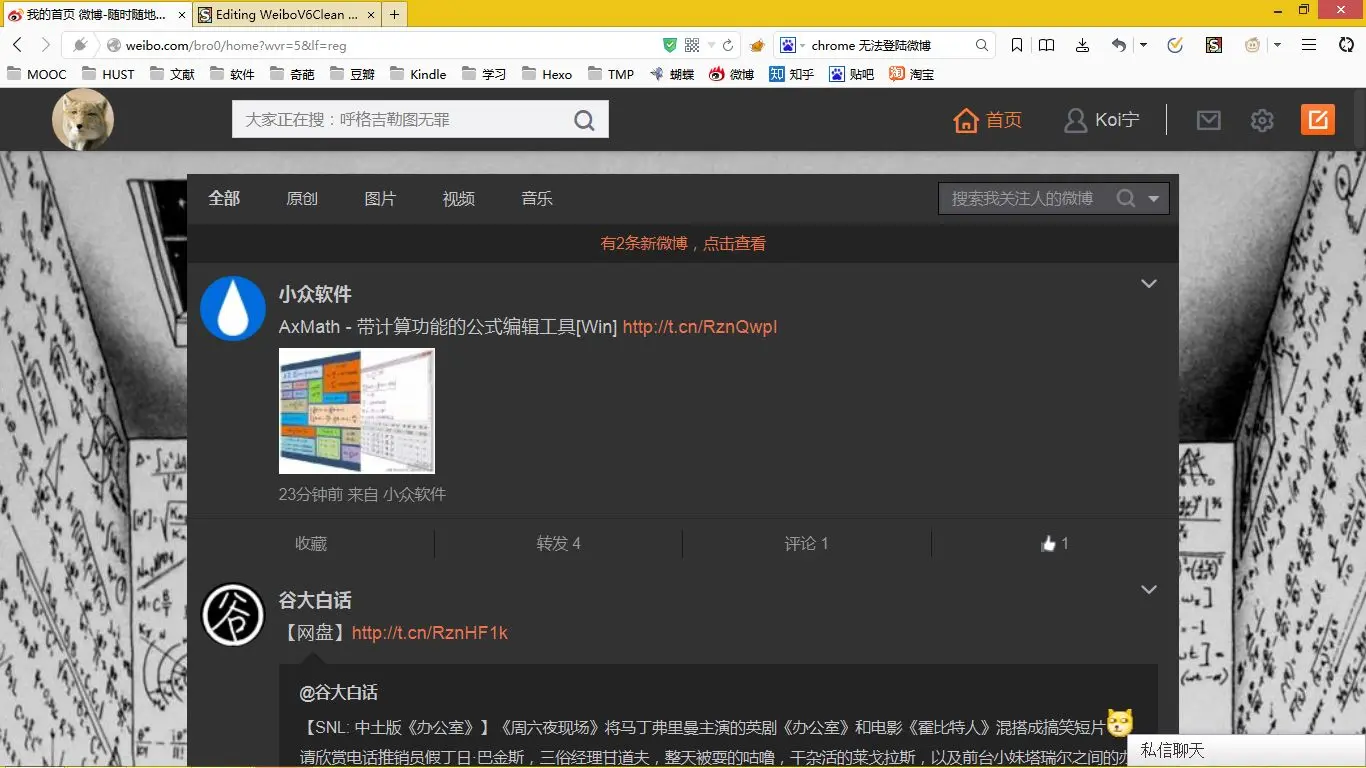 我的首页 微博-随时随地...
Editing WeiboV6Clean ...
weibo.com/bro0/home?wvr=5&lf=reg
chrome 无法登陆微博
MOOC
HUST
文献
软件
奇葩
豆瓣
Kindle
学习
Hexo
TMP
蝴蝶
微博
知乎
贴吧
淘宝
大家正在搜：呼格吉勒图无罪
首页
Koi宁
全部
原创
图片
视频
音乐
搜索我关注人的微博
有2条新微博，点击查看
小众软件
AxMath - 带计算功能的公式编辑工具[Win] http://t.cn/RznQwpI
23分钟前 来自 小众软件
收藏
转发 4
评论 1
1
谷大白话
【网盘】http://t.cn/RznHF1k
@谷大白话
【SNL: 中土版《办公室》】《周六夜现场》将马丁弗里曼主演的英剧《办公室》和电影《霍比特人》混搭成搞笑短片
请欣赏电话推销员假丁日·巴金斯，三俗经理甘道夫，整天被耍的咕噜，干杂活的莱戈拉斯，以及前台小妹塔瑞尔之间的办
私信聊天